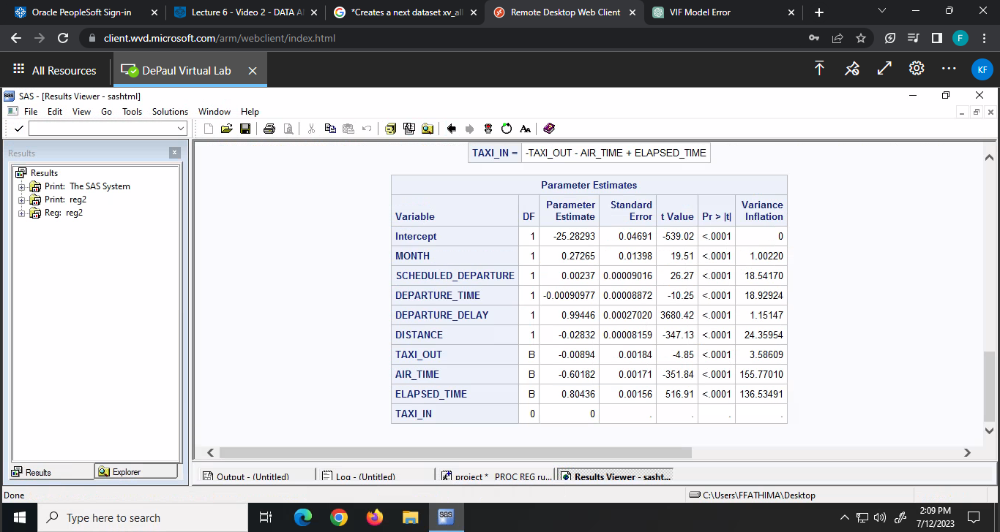 Oracle PeopleSoft Sign-in
Lecture 6 - Video 2 - DATA A
*Creates a next dataset xv_all
Remote Desktop Web Client
VIF Model Error
client.wvd.microsoft.com/arm/webclient/index.html
F
All Resources
DePaul Virtual Lab
KF
SAS - [Results Viewer - sashtml]
File Edit View Go Tools Solutions Window Help
Results
Results
Print: The SAS System
Print: reg2
Reg: reg2
TAXI_IN = -TAXI_OUT - AIR_TIME + ELAPSED_TIME
Parameter Estimates
Variable DF Parameter Estimate Standard Error t Value Pr > |t| Variance Inflation
Intercept 1 -25.28293 0.04691 -539.02 <.0001 0
MONTH 1 0.27265 0.01398 19.51 <.0001 1.00220
SCHEDULED_DEPARTURE 1 0.00237 0.00009016 26.27 <.0001 18.54170
DEPARTURE_TIME 1 -0.00090977 0.00008872 -10.25 <.0001 18.92924
DEPARTURE_DELAY 1 0.99446 0.00027020 3680.42 <.0001 1.15147
DISTANCE 1 -0.02832 0.00008159 -347.13 <.0001 24.35954
TAXI_OUT B -0.00894 0.00184 -4.85 <.0001 3.58609
AIR_TIME B -0.60182 0.00171 -351.84 <.0001 155.77010
ELAPSED_TIME B 0.80436 0.00156 516.91 <.0001 136.53491
TAXI_IN 0 0 . . . .
Results
Explorer
Output - (Untitled)
Log - (Untitled)
project * PROC REG ru...
Results Viewer - sasht...
Done
C:\Users\FFATHIMA\Desktop
Type here to search
2:09 PM
7/12/2023